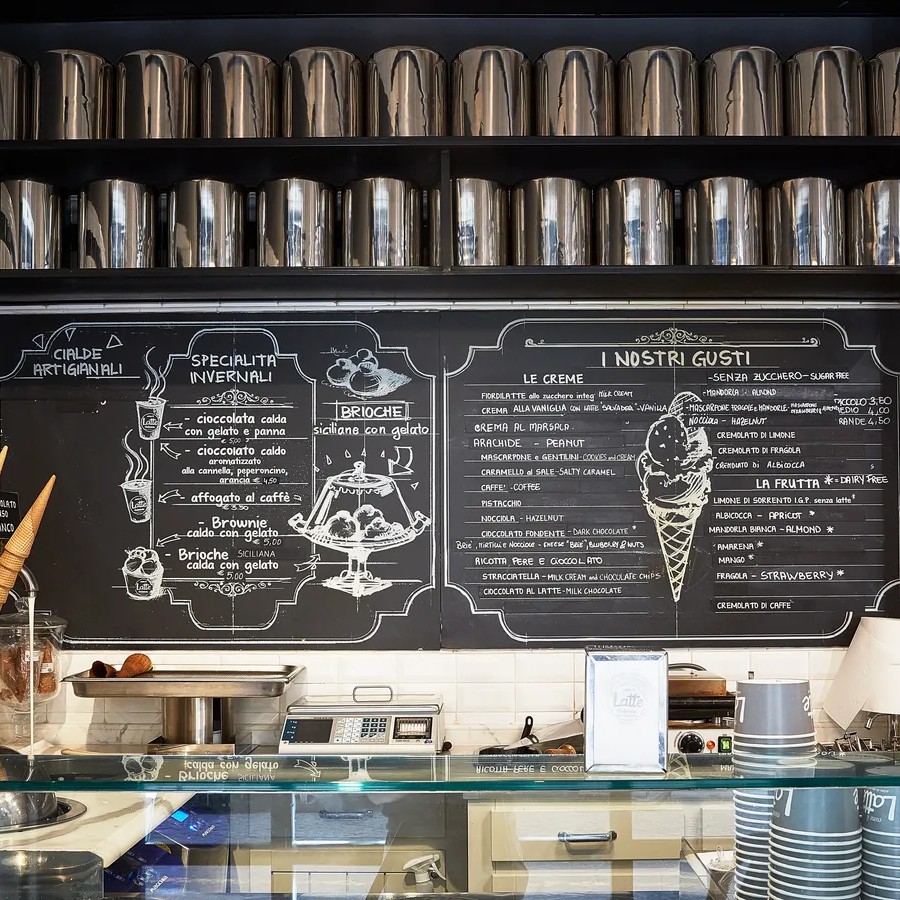 CIALDE
ARTIGIANALI
SPECIALITA
INVERNALI
- cioccolata calda
con gelato e panna
€ 5,00
- cioccolato caldo
aromatizzato
alla cannella, peperoncino,
arancia € 4,50
- affogato al caffè -
€ 3,50
- Brownie
caldo con gelato
€ 5,00
- Brioche SICILIANA
calda con gelato
5,00
BRIOCHE
siciliane con gelato
I NOSTRI GUSTI
LE CREME
FIORDILATTE allo zucchero integ MILK CREAM
CREMA ALLA VANIGLIA CON LATTE -VANILLA
CREMA AL MARSALA
ARACHIDE - PEANUT
MASCARPONE e GENTILINI - COOKIES and CREAM
CARAMELLO al SALE - SALTY CARAMEL
CAFFE' - COFFEE
PISTACCHIO
NOCCIOLA - HAZELNUT
CIOCCOLATO FONDENTE - DARK CHOCOLATE *
BRIE, MIRTILLI e NOCCIOLE - CHEESE "BRIE", BLUEBERRY & NUTS
RICOTTA PERE E CIOCCOLATO
STRACCIATELLA - MILK CREAM and CHOCOLATE CHIPS
CIOCCOLATO AL LATTE - MILK CHOCOLATE
-SENZA ZUCCHERO - SUGAR FREE
-MANDORLA : ALMOND
-MASCARPONE FRAGOLE e MANDORLE
NOCCIOLA - HAZELNUT
CREMOLATO DI LIMONE
CREMOLATO DI FRAGOLA
CREMOLATO DI ALBICOCCA
PICCOLO 3,50
MEDIO 4,00
GRANDE 4,50
LA FRUTTA * = DAIRY FREE
LIMONE DI SORRENTO I.G.P. senza latte *
ALBICOCCA - APRICOT *
MANDORLA BIANCA - ALMOND *
AMARENA *
MANGO *
FRAGOLA - STRAWBERRY *
CREMOLATO DI CAFFE'
Latte
Latte